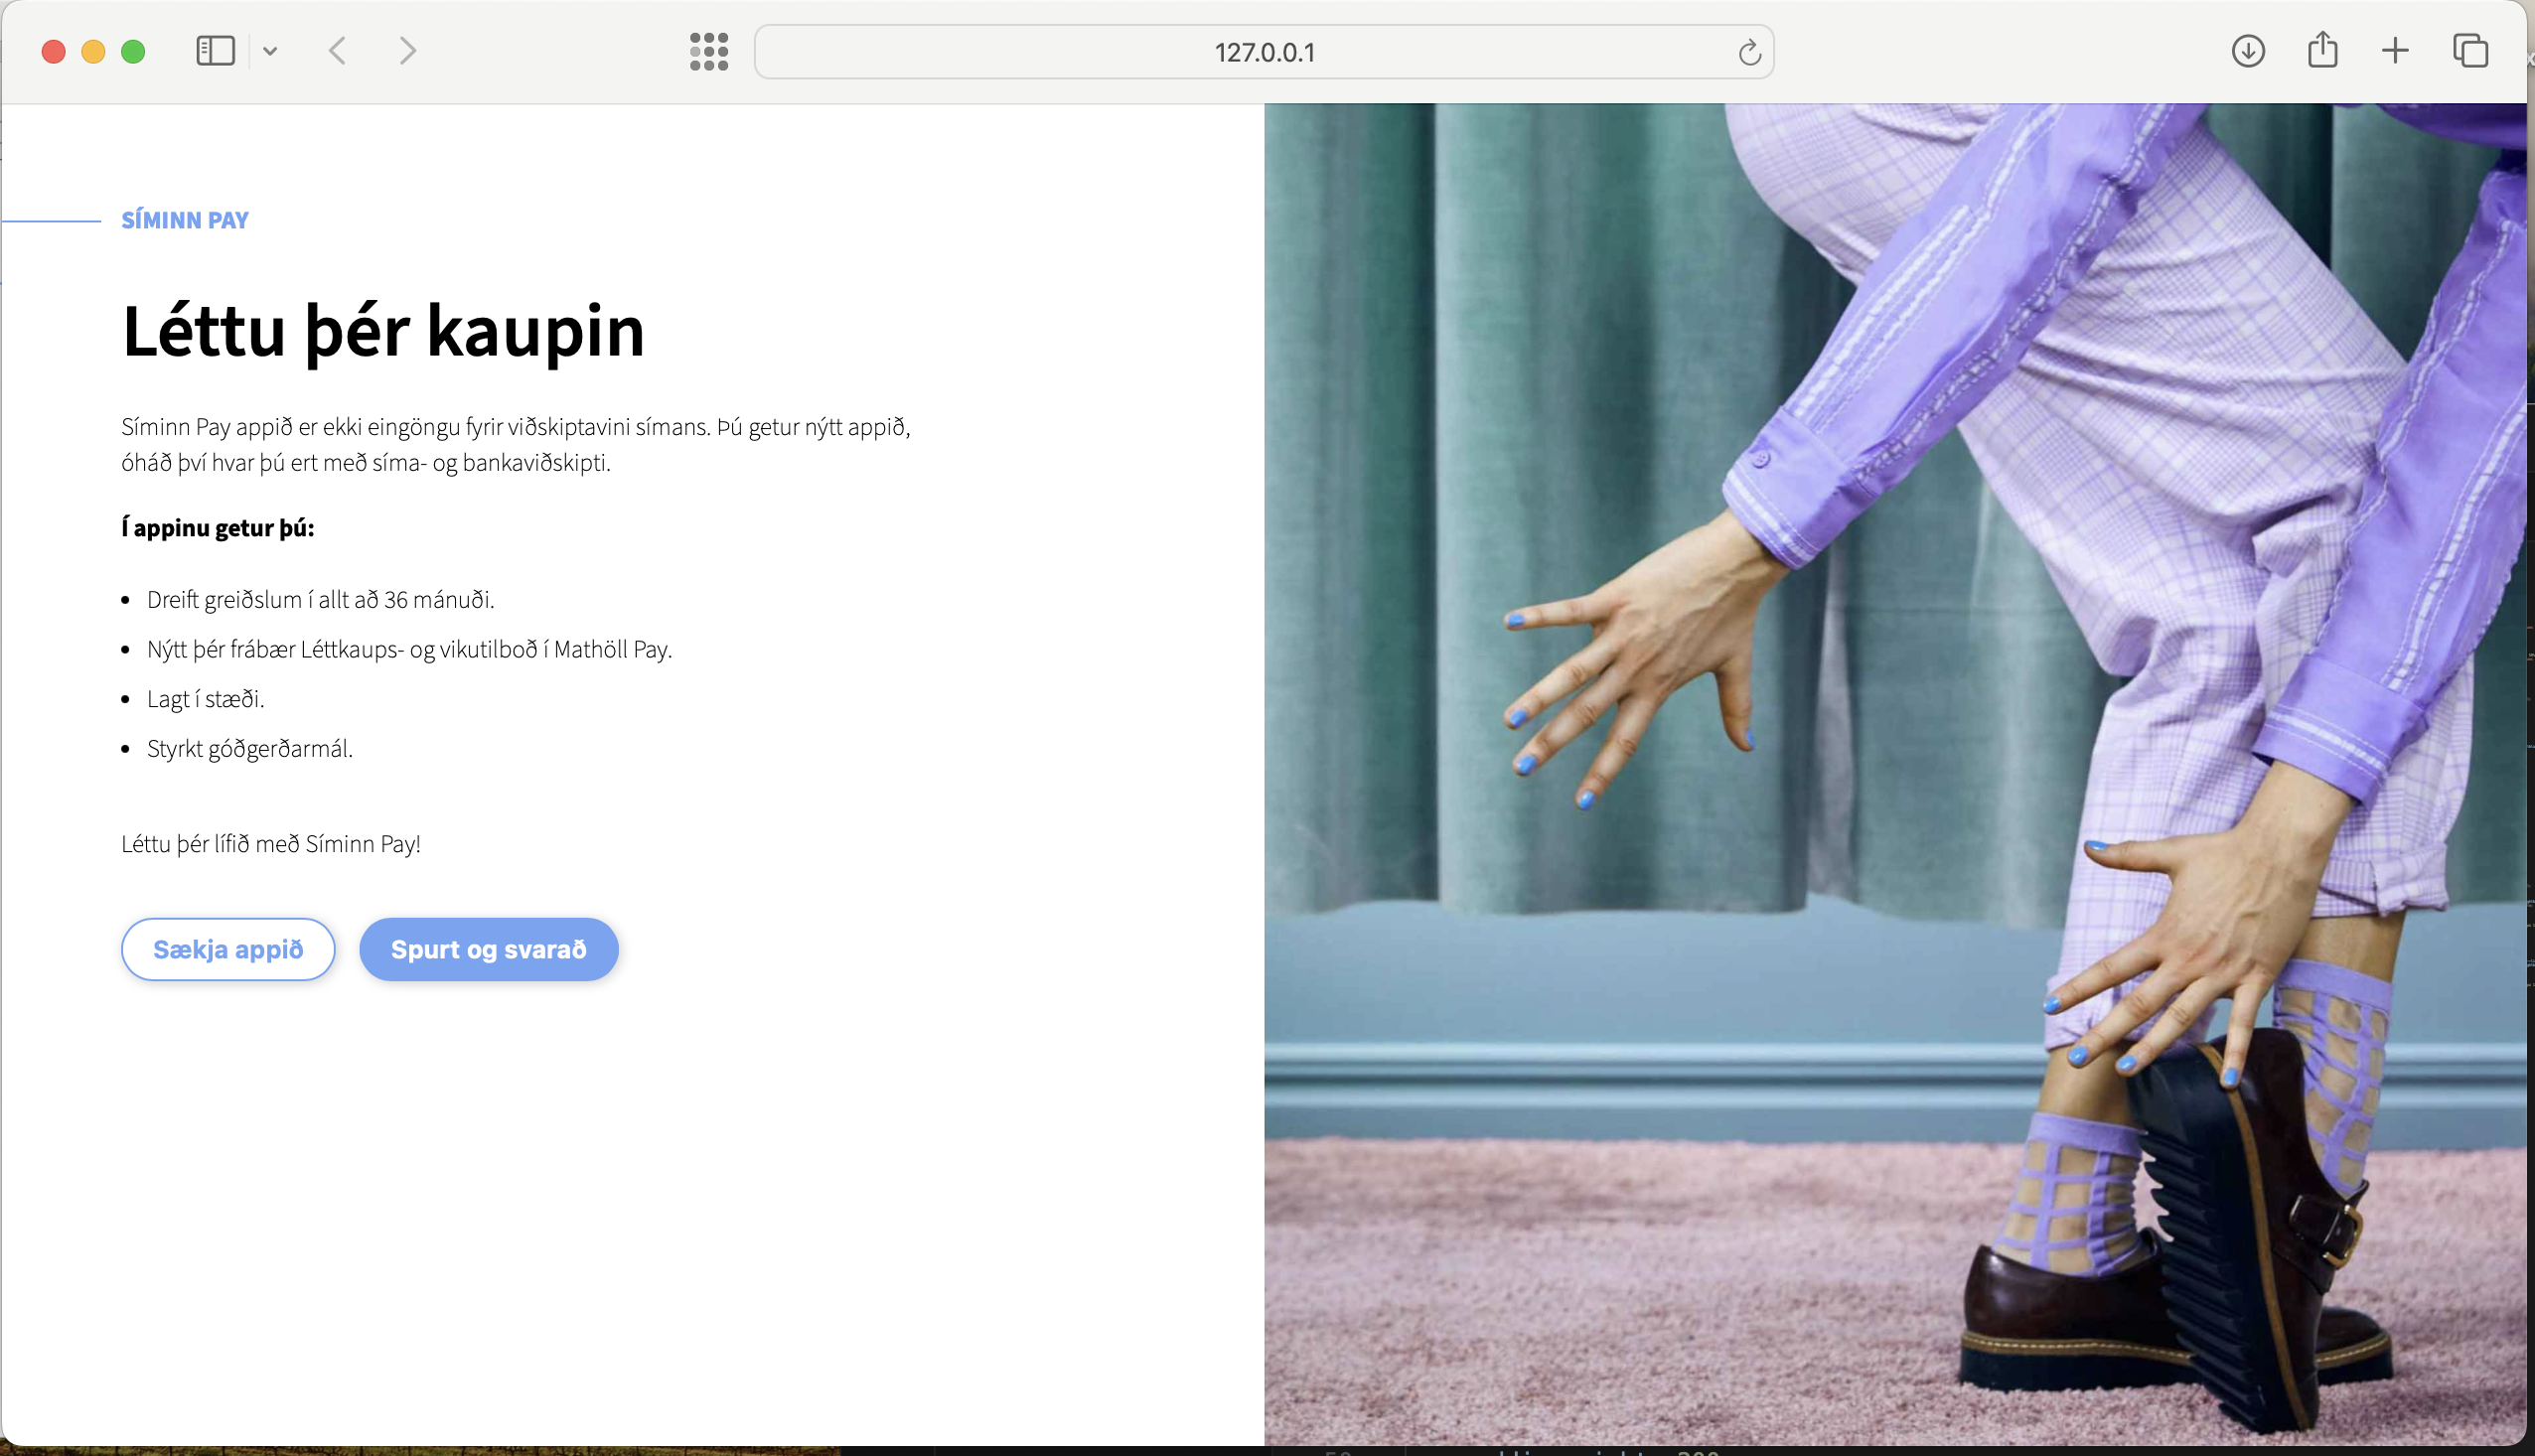 127.0.0.1
SÍMINN PAY
Léttu þér kaupin
Síminn Pay appið er ekki eingöngu fyrir viðskiptavini símans. Þú getur nýtt appið,
óháð því hvar þú ert með síma- og bankaviðskipti.
Í appinu getur þú:
• Dreift greiðslum í allt að 36 mánuði.
• Nýtt þér frábær Léttkaups- og vikutilboð í Mathöll Pay.
• Lagt í stæði.
• Styrkt góðgerðarmál.
Léttu þér lífið með Síminn Pay!
Sækja appið
Spurt og svarað